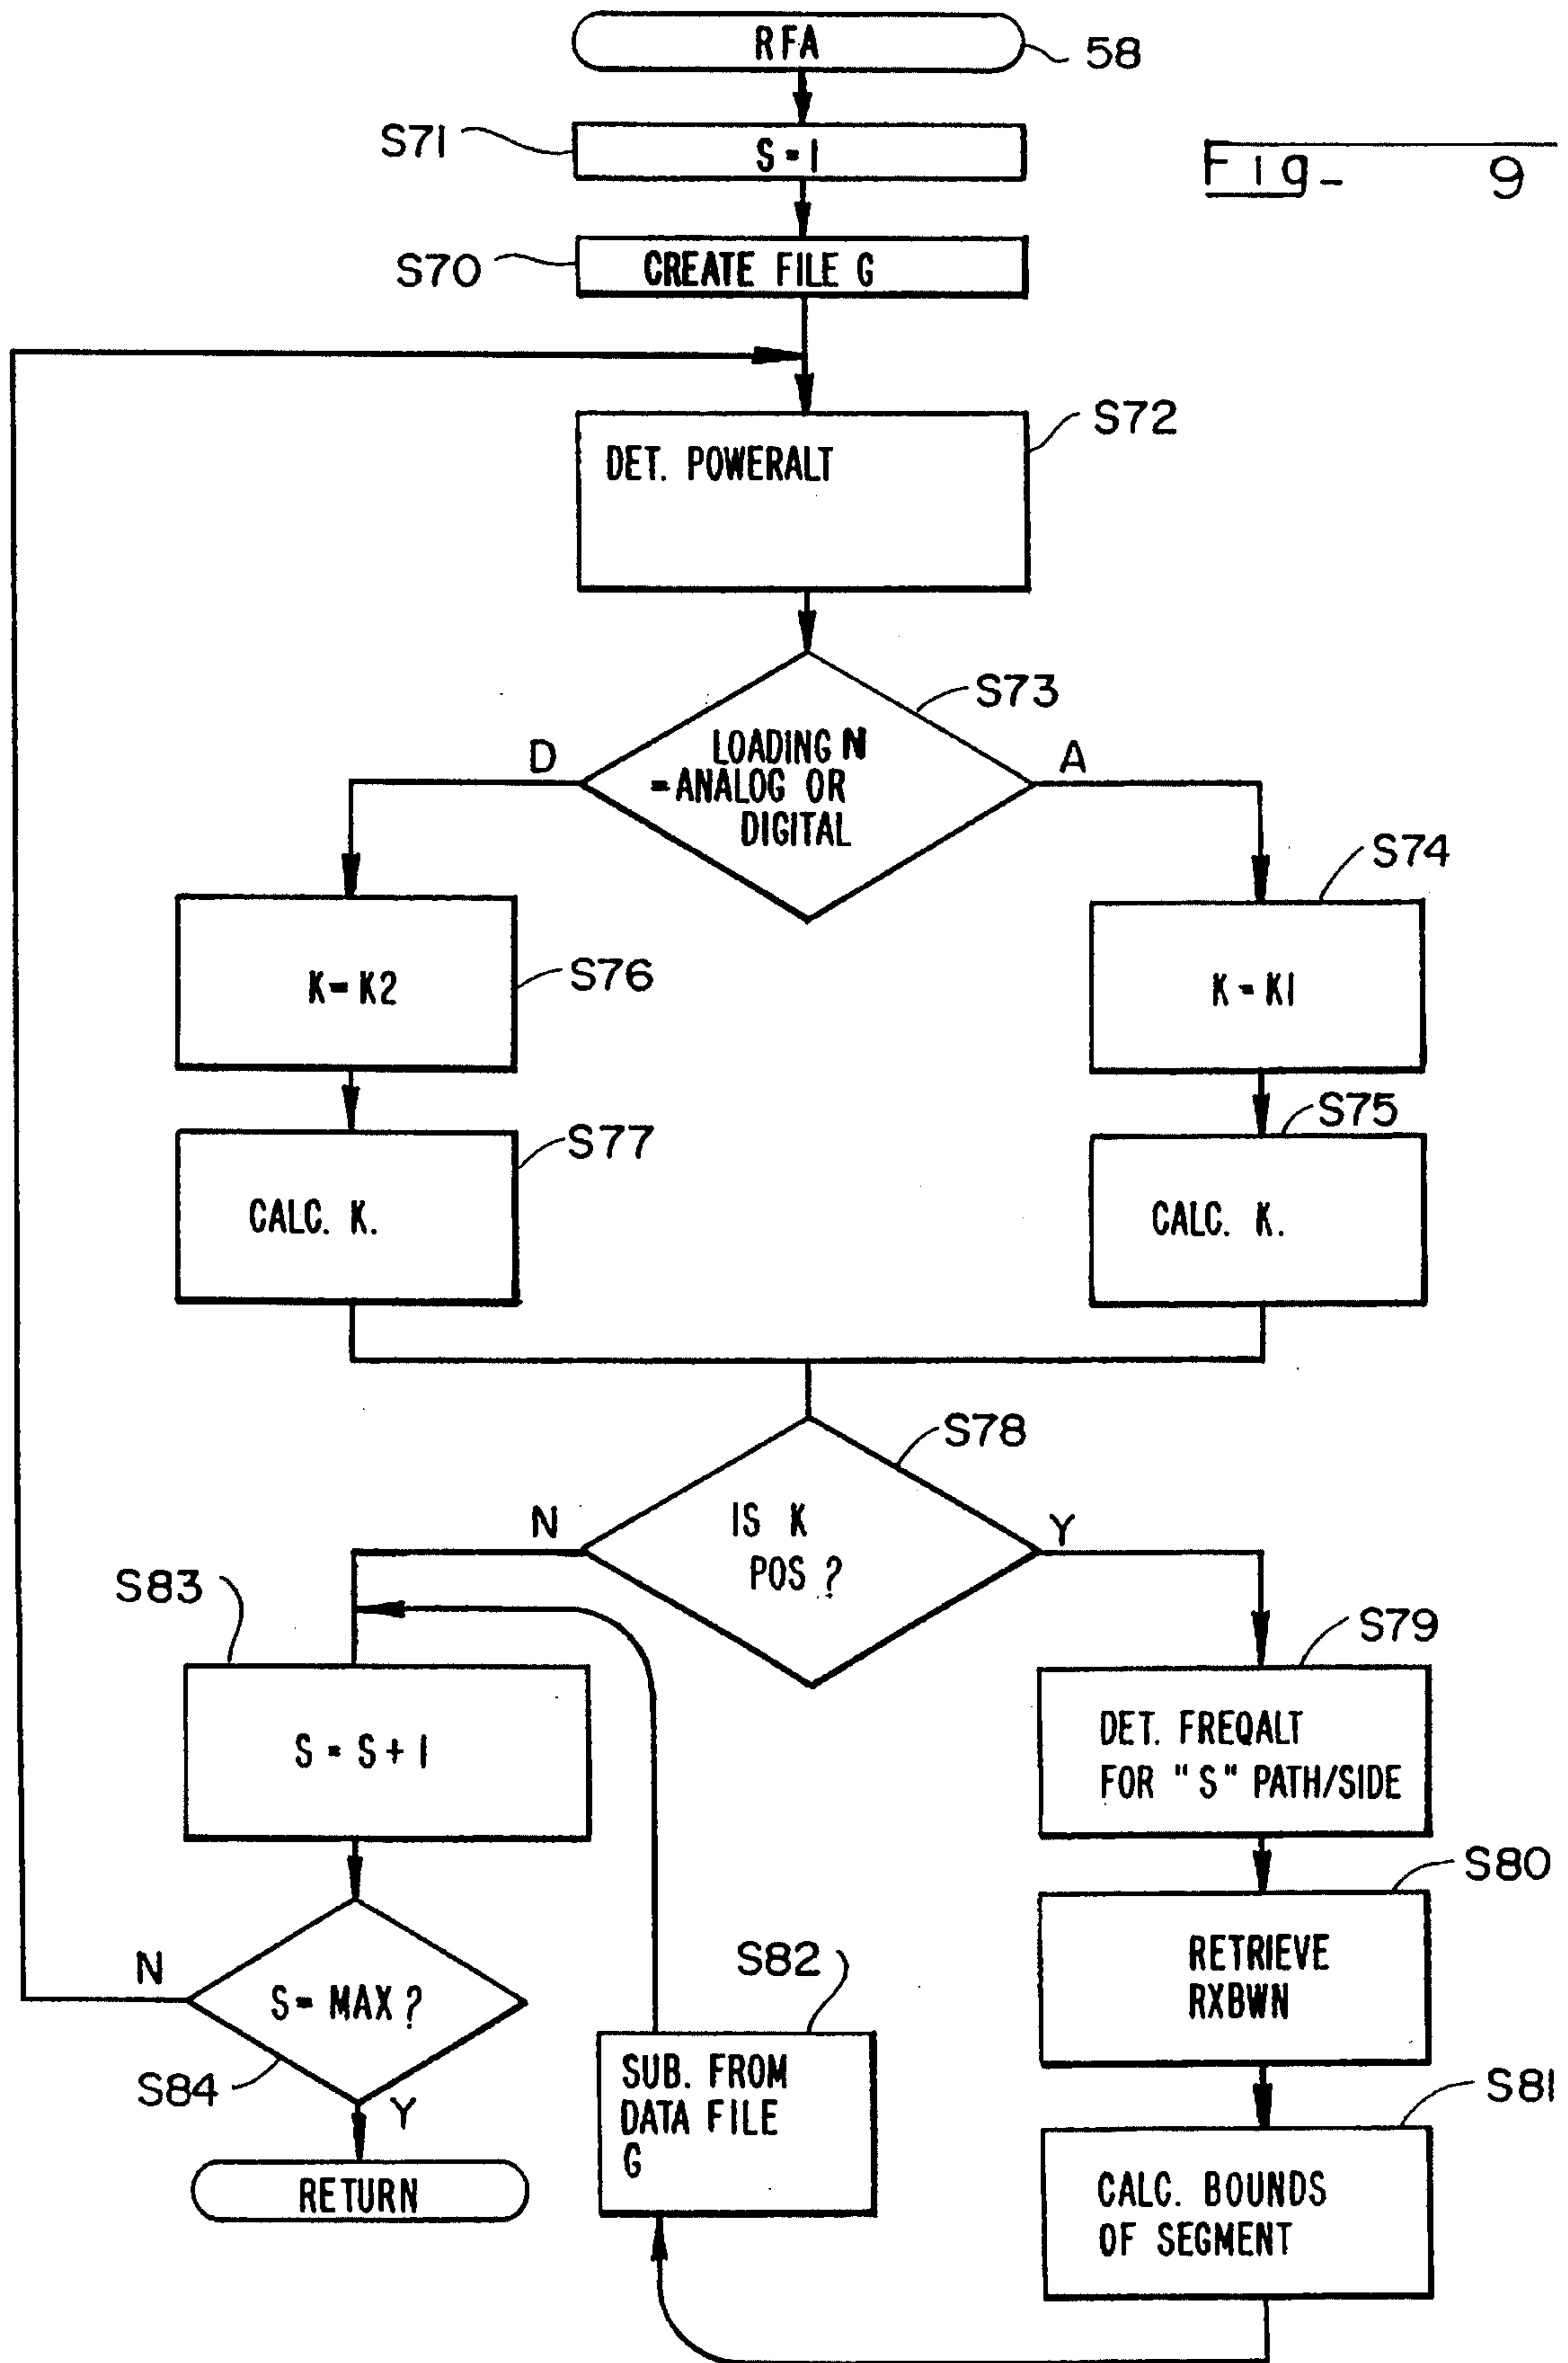 RFA
58
S71
S = 1
Fig- 9
S70
CREATE FILE G
S72
DET. POWERALT
S73
D
LOADING N
= ANALOG OR
DIGITAL
A
S74
K = K2
S76
K = K1
S75
S77
CALC. K.
CALC. K.
S78
N
IS K
POS ?
Y
S83
S79
S = S + 1
DET. FREQALT
FOR "S" PATH/SIDE
S80
N
S = MAX ?
S82
RETRIEVE
RXBWN
S84
Y
SUB. FROM
DATA FILE
G
S81
RETURN
CALC. BOUNDS
OF SEGMENT